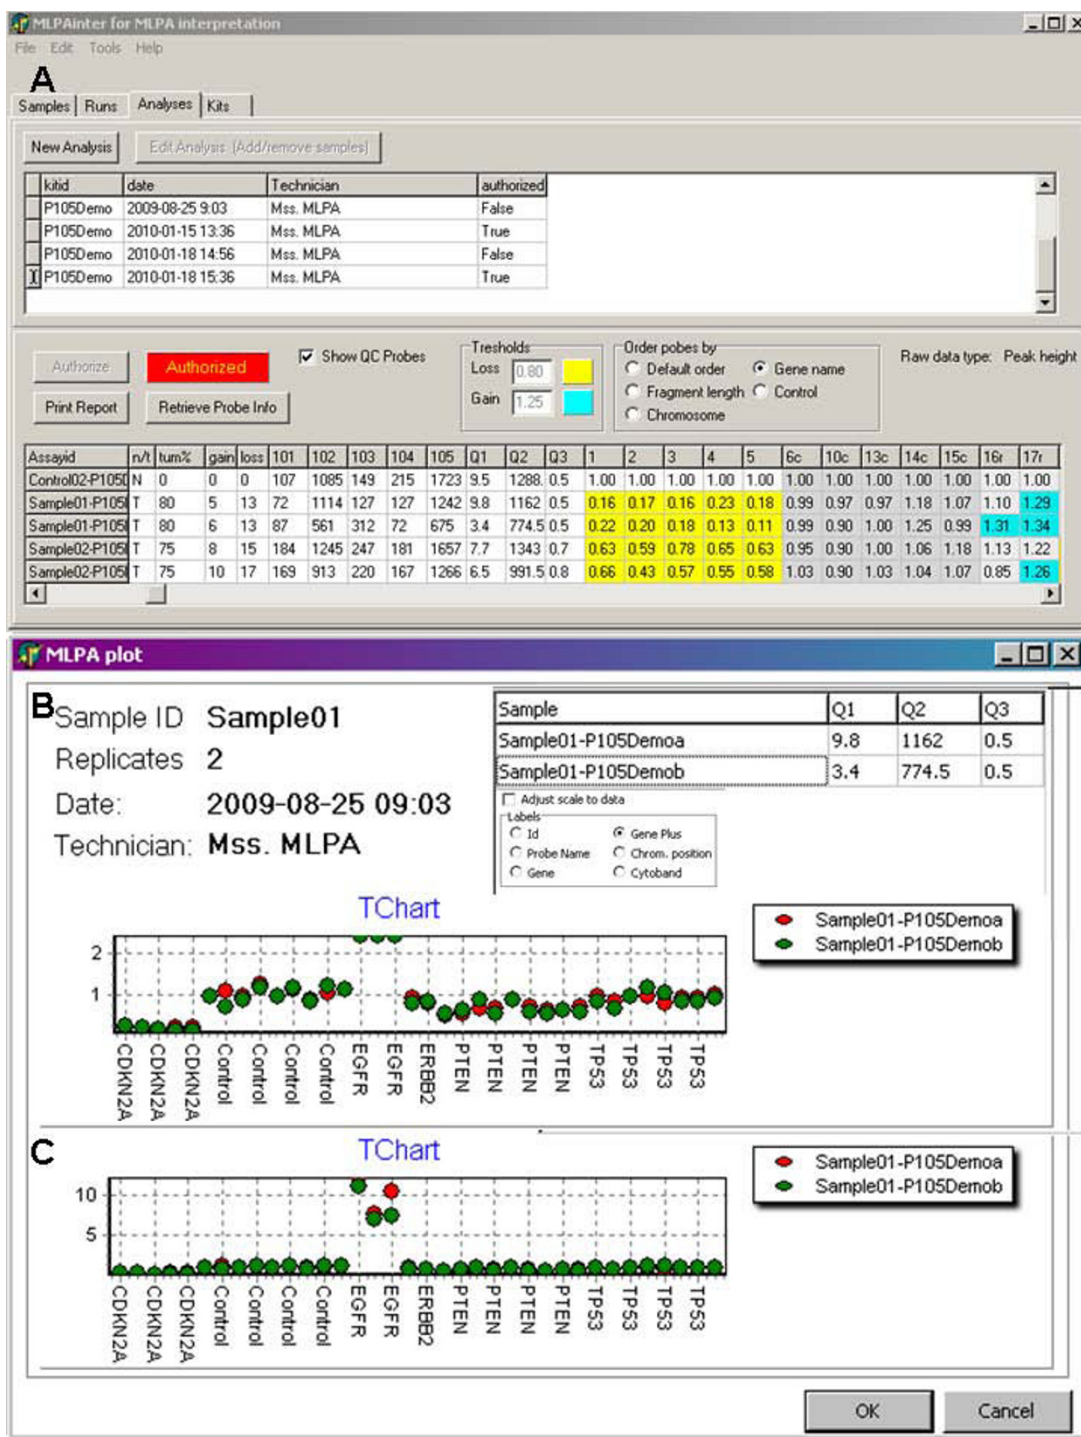 MLPAinter for MLPA interpretation
File Edit Tools Help
A
Samples Runs Analyses Kits
New Analysis Edit Analysis (Add/remove samples)
kitid date Technician authorized
P105Demo 2009-08-25 9:03 Mss. MLPA False
P105Demo 2010-01-15 13:36 Mss. MLPA True
P105Demo 2010-01-18 14:56 Mss. MLPA False
P105Demo 2010-01-18 15:36 Mss. MLPA True
Authorize Authorized Show QC Probes
Print Report Retrieve Probe Info
Tresholds
Loss 0.80
Gain 1.25
Order pobes by
Default order Gene name
Fragment length Control
Chromosome
Raw data type: Peak height
Assayid n/t tum% gain loss 101 102 103 104 105 Q1 Q2 Q3 1 2 3 4 5 6c 10c 13c 14c 15c 16r 17r
Control02-P105D N 0 0 0 107 1085 149 215 1723 9.5 1288. 0.5 1.00 1.00 1.00 1.00 1.00 1.00 1.00 1.00 1.00 1.00 1.00 1.00
Sample01-P105I T 80 5 13 72 1114 127 127 1242 9.8 1162 0.5 0.16 0.17 0.16 0.23 0.18 0.99 0.97 0.97 1.18 1.07 1.10 1.29
Sample01-P105I T 80 6 13 87 561 312 72 675 3.4 774.5 0.5 0.22 0.20 0.18 0.13 0.11 0.99 0.90 1.00 1.25 0.99 1.31 1.34
Sample02-P105I T 75 8 15 184 1245 247 181 1657 7.7 1343 0.7 0.63 0.59 0.78 0.65 0.63 0.95 0.90 1.00 1.06 1.18 1.13 1.22
Sample02-P105I T 75 10 17 169 913 220 167 1266 6.5 991.5 0.8 0.66 0.43 0.57 0.55 0.58 1.03 0.90 1.03 1.04 1.07 0.85 1.26
MLPA plot
B
Sample ID Sample01
Replicates 2
Date: 2009-08-25 09:03
Technician: Mss. MLPA
Sample Q1 Q2 Q3
Sample01-P105Demoa 9.8 1162 0.5
Sample01-P105Demob 3.4 774.5 0.5
Adjust scale to data
Labels
Id Gene Plus
Probe Name Chrom. position
Gene Cytoband
TChart
Sample01-P105Demoa
Sample01-P105Demob
2
1
CDKN2A CDKN2A CDKN2A Control Control Control Control EGFR EGFR ERBB2 PTEN PTEN PTEN PTEN TP53 TP53 TP53 TP53
C
TChart
Sample01-P105Demoa
Sample01-P105Demob
10
5
CDKN2A CDKN2A CDKN2A Control Control Control Control EGFR EGFR ERBB2 PTEN PTEN PTEN PTEN TP53 TP53 TP53 TP53
OK Cancel